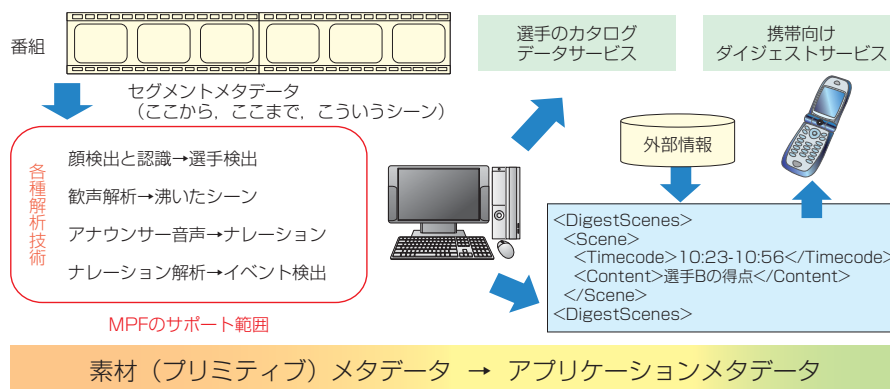 番組
セグメントメタデータ
（ここから，ここまで，こういうシーン）
各種解析技術
顔検出と認識→選手検出
歓声解析→沸いたシーン
アナウンサー音声→ナレーション
ナレーション解析→イベント検出
MPFのサポート範囲
選手のカタログ
データサービス
携帯向け
ダイジェストサービス
外部情報
<DigestScenes>
<Scene>
<Timecode>10:23-10:56</Timecode>
<Content>選手Bの得点</Content>
</Scene>
<DigestScenes>
素材（プリミティブ）メタデータ → アプリケーションメタデータ